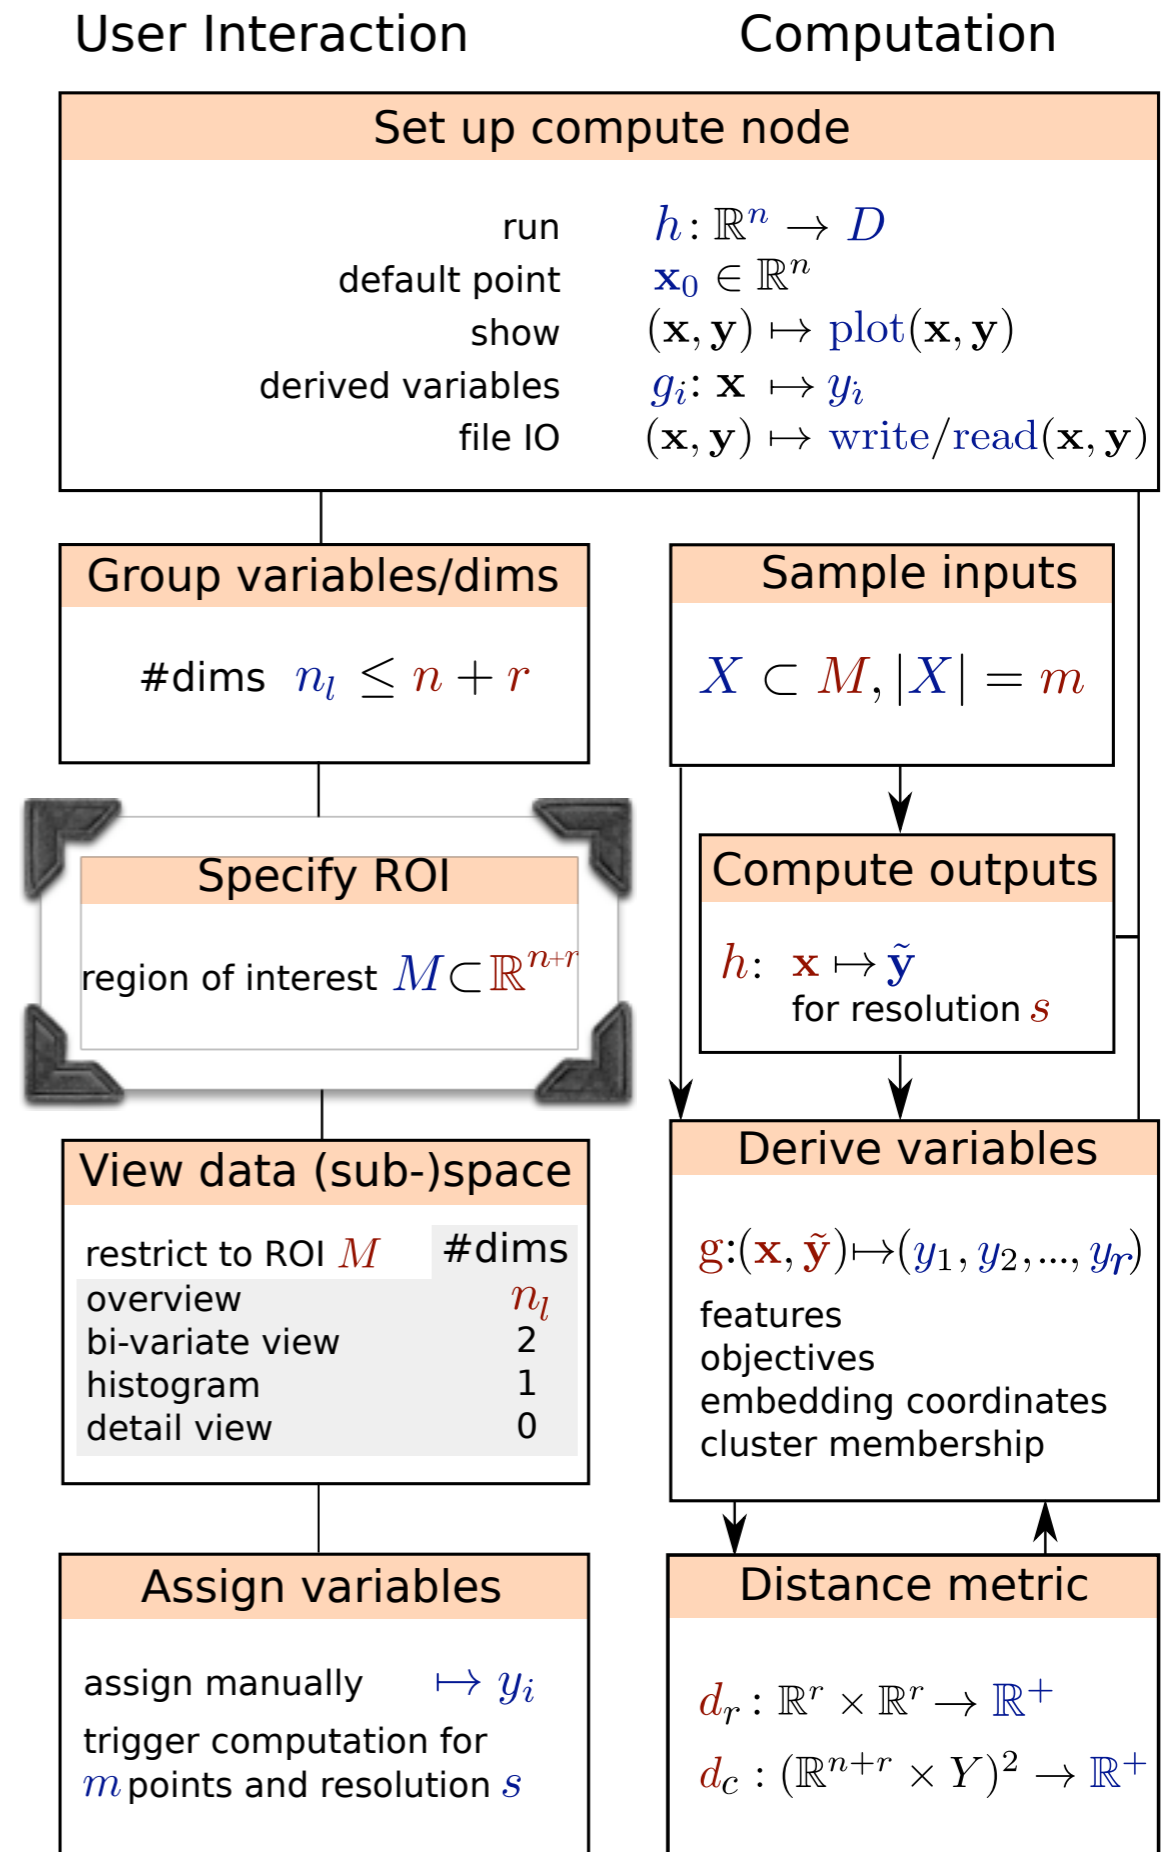 User Interaction
Computation
Set up compute node
run h: ℝⁿ → D
default point x₀ ∈ ℝⁿ
show (x, y) ↦ plot(x, y)
derived variables gᵢ: x ↦ yᵢ
file IO (x, y) ↦ write/read(x, y)
Group variables/dims
#dims nₗ ≤ n + r
Specify ROI
region of interest M⊂ℝⁿ⁺ʳ
View data (sub-)space
restrict to ROI M #dims
overview nₗ
bi-variate view 2
histogram 1
detail view 0
Assign variables
assign manually ↦ yᵢ
trigger computation for
m points and resolution s
Sample inputs
X ⊂ M, |X| = m
Compute outputs
h: x ↦ ỹ
for resolution s
Derive variables
g:(x, ỹ)↦(y₁, y₂, ..., yᵣ)
features
objectives
embedding coordinates
cluster membership
Distance metric
dᵣ : ℝʳ × ℝʳ → ℝ⁺
d_c : (ℝⁿ⁺ʳ × Y)² → ℝ⁺